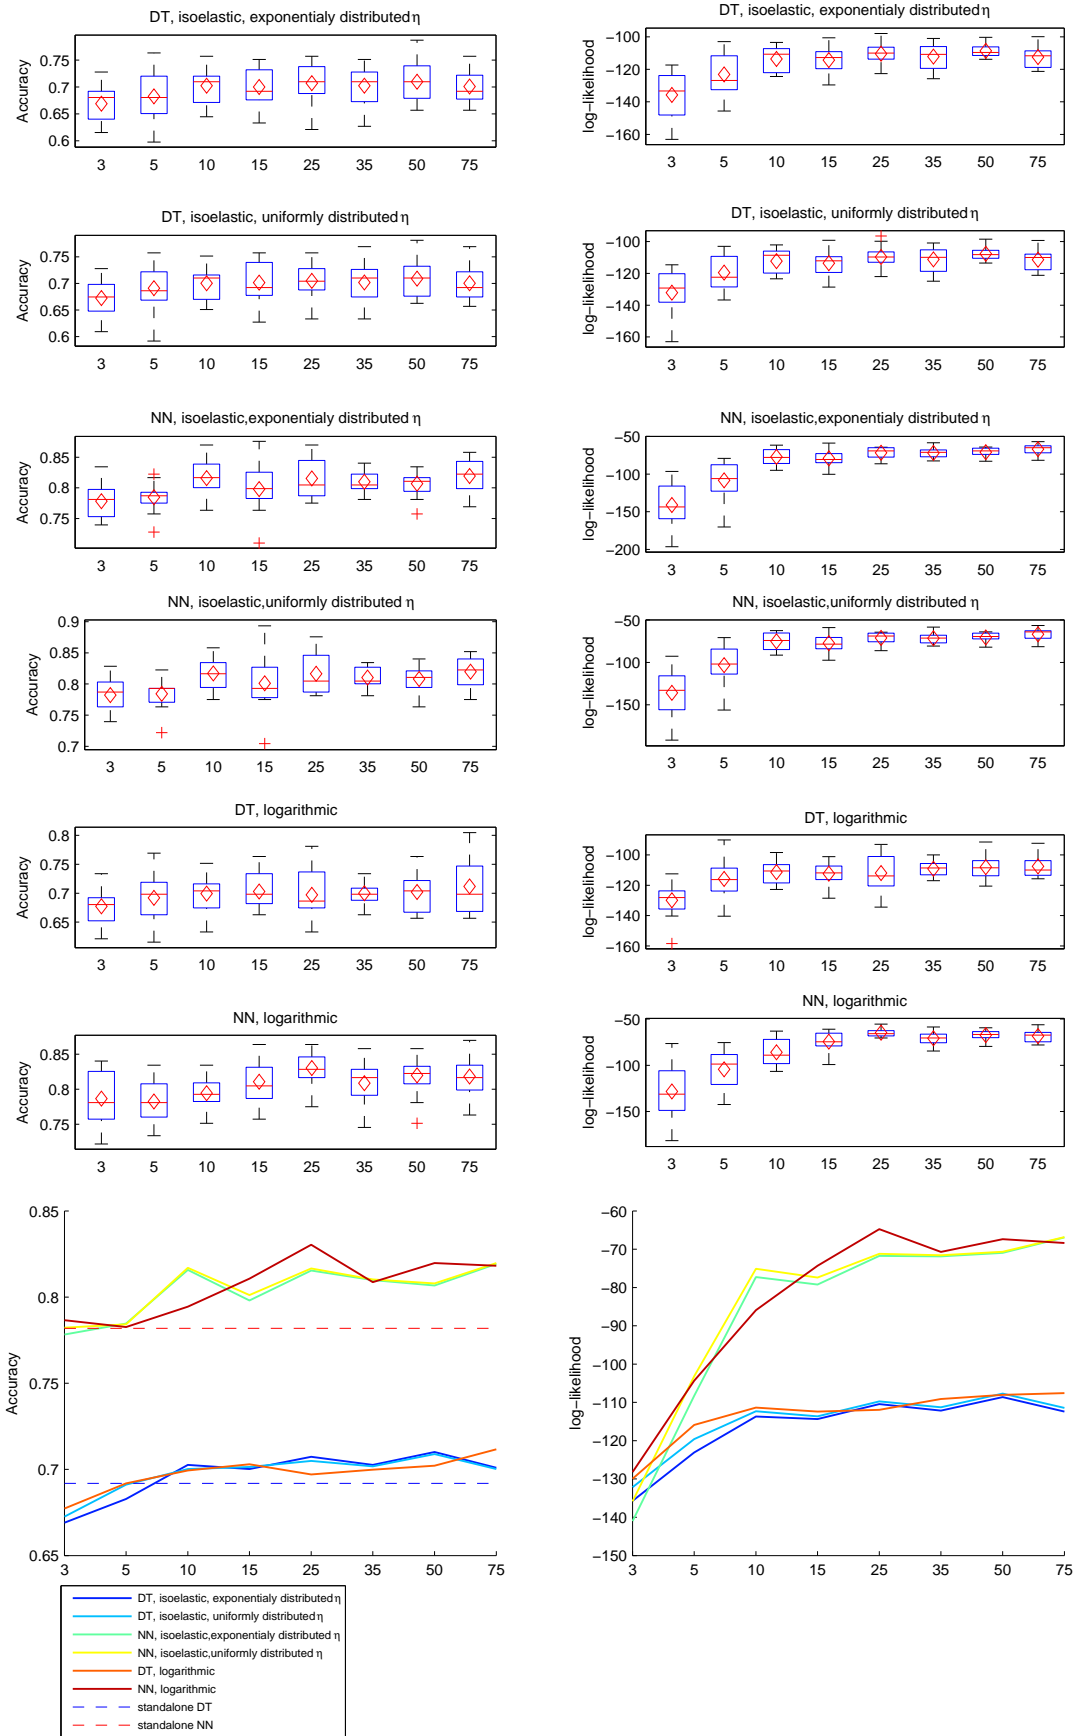 DT, isoelastic, exponentialy distributed η
Accuracy
0.75
0.7
0.65
0.6
3 5 10 15 25 35 50 75
DT, isoelastic, exponentialy distributed η
log−likelihood
−100
−120
−140
−160
3 5 10 15 25 35 50 75
DT, isoelastic, uniformly distributed η
Accuracy
0.75
0.7
0.65
0.6
3 5 10 15 25 35 50 75
DT, isoelastic, uniformly distributed η
log−likelihood
−100
−120
−140
−160
3 5 10 15 25 35 50 75
NN, isoelastic,exponentialy distributed η
Accuracy
0.85
0.8
0.75
3 5 10 15 25 35 50 75
NN, isoelastic,exponentialy distributed η
log−likelihood
−50
−100
−150
−200
3 5 10 15 25 35 50 75
NN, isoelastic,uniformly distributed η
Accuracy
0.9
0.85
0.8
0.75
0.7
3 5 10 15 25 35 50 75
NN, isoelastic,uniformly distributed η
log−likelihood
−50
−100
−150
3 5 10 15 25 35 50 75
DT, logarithmic
Accuracy
0.8
0.75
0.7
0.65
3 5 10 15 25 35 50 75
DT, logarithmic
log−likelihood
−100
−120
−140
−160
3 5 10 15 25 35 50 75
NN, logarithmic
Accuracy
0.85
0.8
0.75
3 5 10 15 25 35 50 75
NN, logarithmic
log−likelihood
−50
−100
−150
3 5 10 15 25 35 50 75
Accuracy
0.85
0.8
0.75
0.7
0.65
3 5 10 15 25 35 50 75
log−likelihood
−60
−70
−80
−90
−100
−110
−120
−130
−140
−150
3 5 10 15 25 35 50 75
DT, isoelastic, exponentialy distributed η
DT, isoelastic, uniformly distributed η
NN, isoelastic,exponentialy distributed η
NN, isoelastic,uniformly distributed η
DT, logarithmic
NN, logarithmic
standalone DT
standalone NN